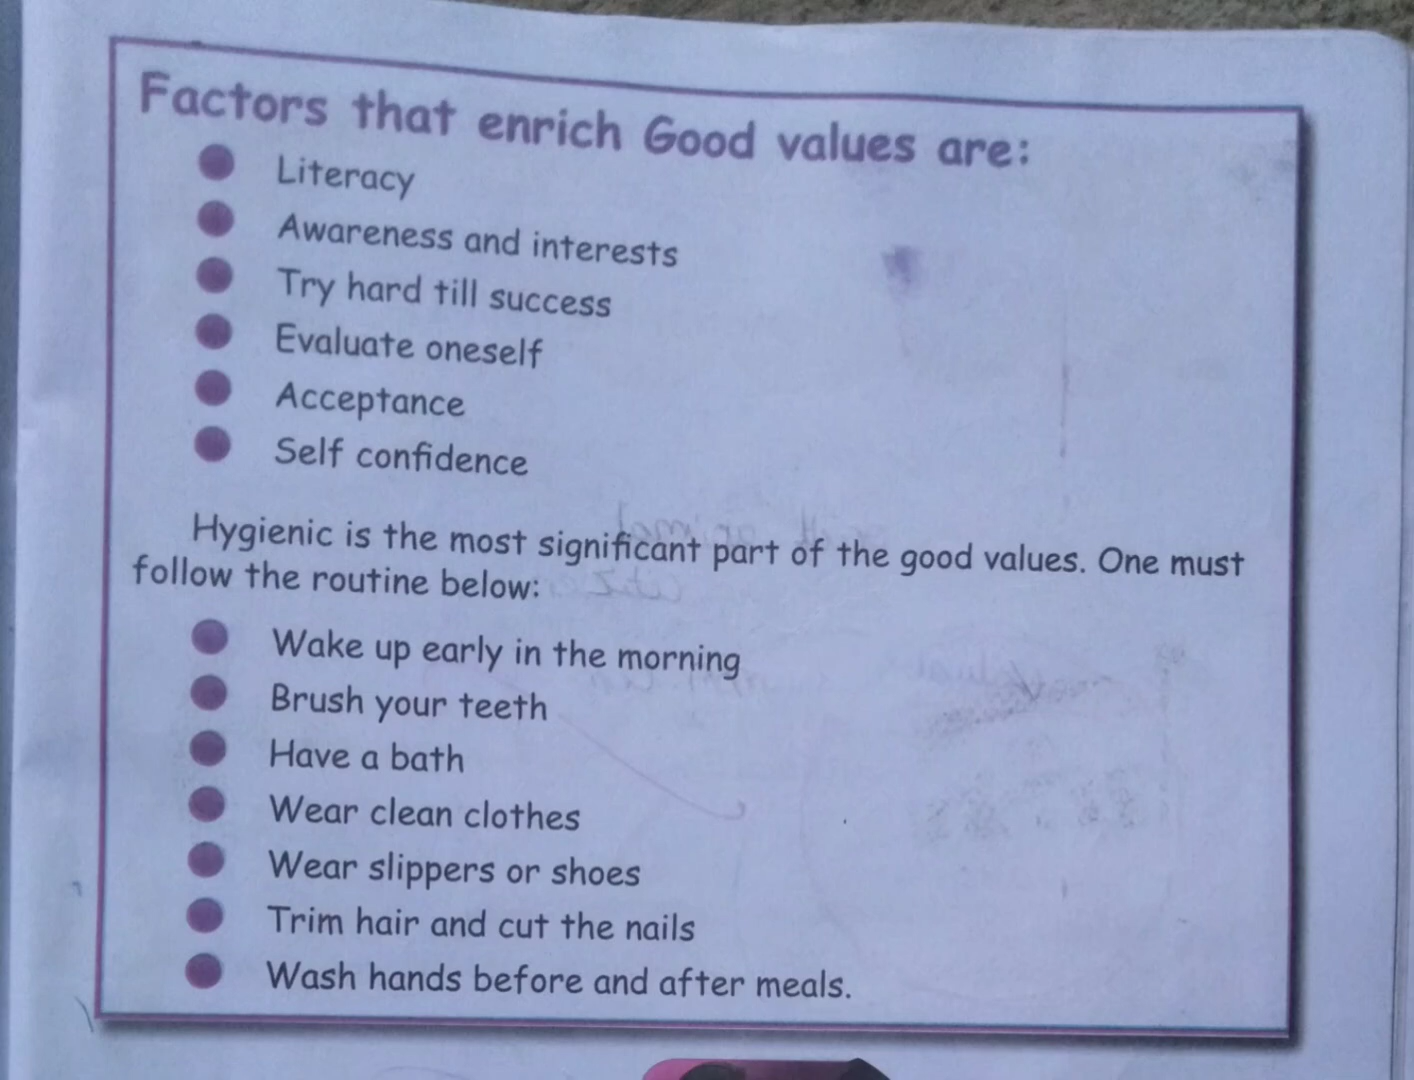 Factors that enrich Good values are:
Literacy
Awareness and interests
Try hard till success
Evaluate oneself
Acceptance
Self confidence
Hygienic is the most significant part of the good values. One must
follow the routine below:
Wake up early in the morning
Brush your teeth
Have a bath
Wear clean clothes
Wear slippers or shoes
Trim hair and cut the nails
Wash hands before and after meals.